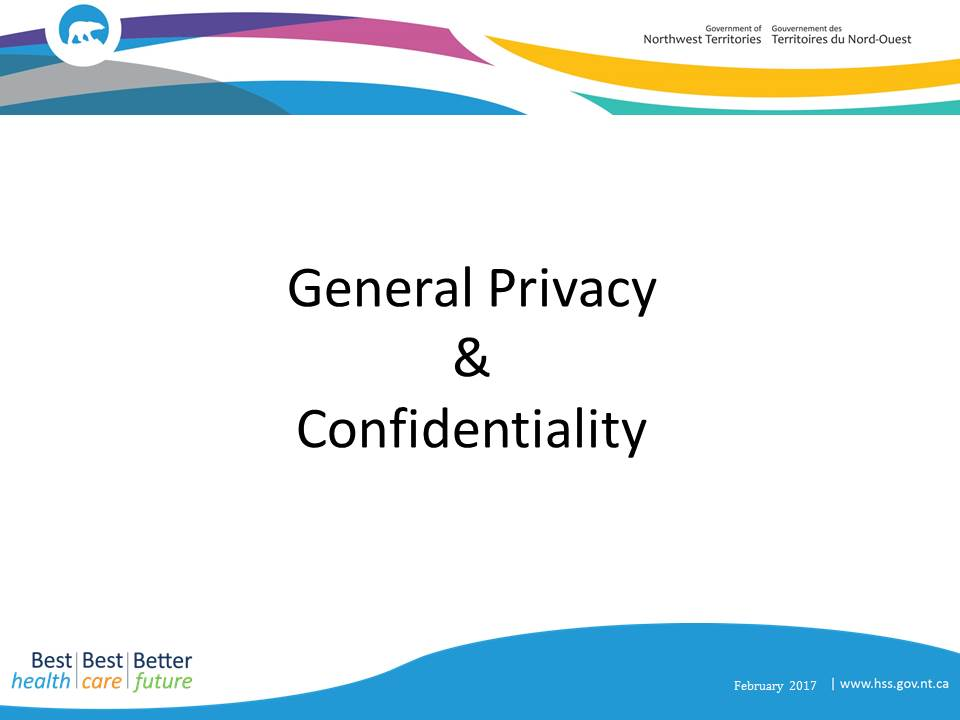 Government of
Northwest Territories
Gouvernement des
Territoires du Nord-Ouest
General Privacy
&
Confidentiality
Best | Best | Better
health | care | future
February 2017 | www.hss.gov.nt.ca